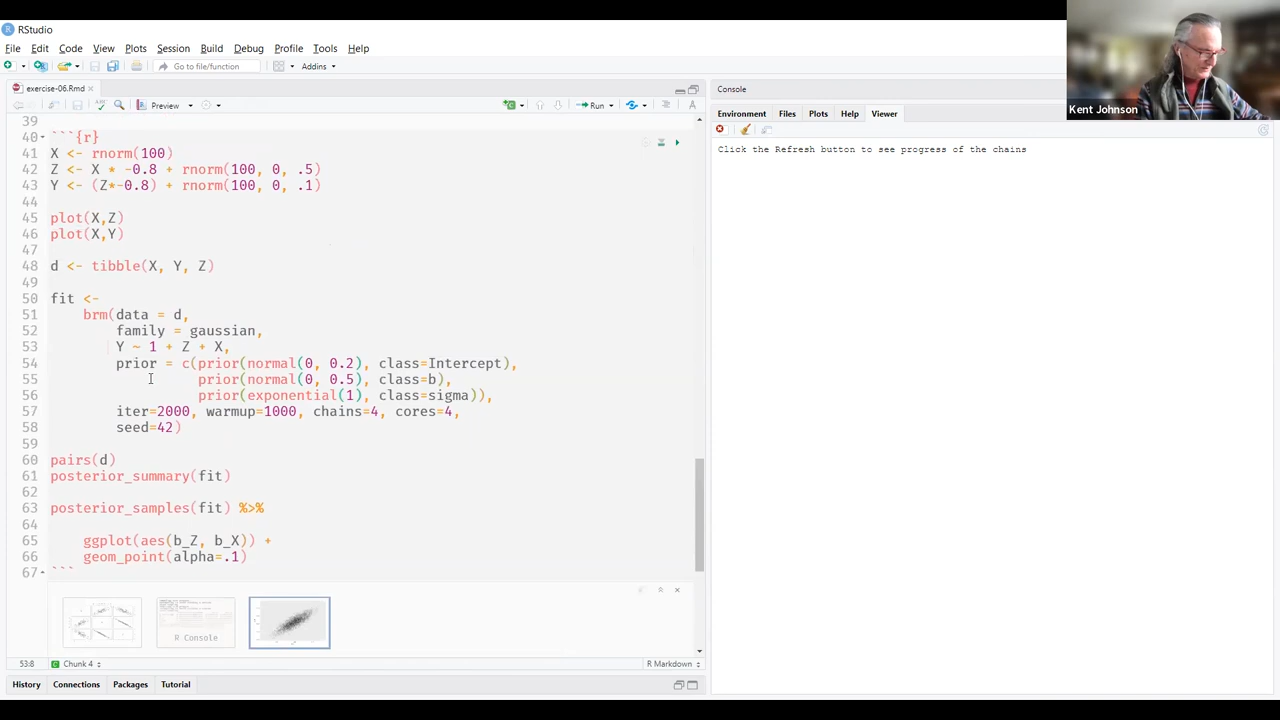 RStudio
File Edit Code View Plots Session Build Debug Profile Tools Help
Go to file/function Addins
exercise-06.Rmd
Preview Run
39
40 ```{r}
41 X <- rnorm(100)
42 Z <- X * -0.8 + rnorm(100, 0, .5)
43 Y <- (Z*-0.8) + rnorm(100, 0, .1)
44
45 plot(X,Z)
46 plot(X,Y)
47
48 d <- tibble(X, Y, Z)
49
50 fit <-
51 brm(data = d,
52 family = gaussian,
53 Y ~ 1 + Z + X,
54 prior = c(prior(normal(0, 0.2), class=Intercept),
55 prior(normal(0, 0.5), class=b),
56 prior(exponential(1), class=sigma)),
57 iter=2000, warmup=1000, chains=4, cores=4,
58 seed=42)
59
60 pairs(d)
61 posterior_summary(fit)
62
63 posterior_samples(fit) %>%
64
65 ggplot(aes(b_Z, b_X)) +
66 geom_point(alpha=.1)
67 ```
R Console
53:8 Chunk 4 R Markdown
History Connections Packages Tutorial
Console
Environment Files Plots Help Viewer
Click the Refresh button to see progress of the chains
Kent Johnson